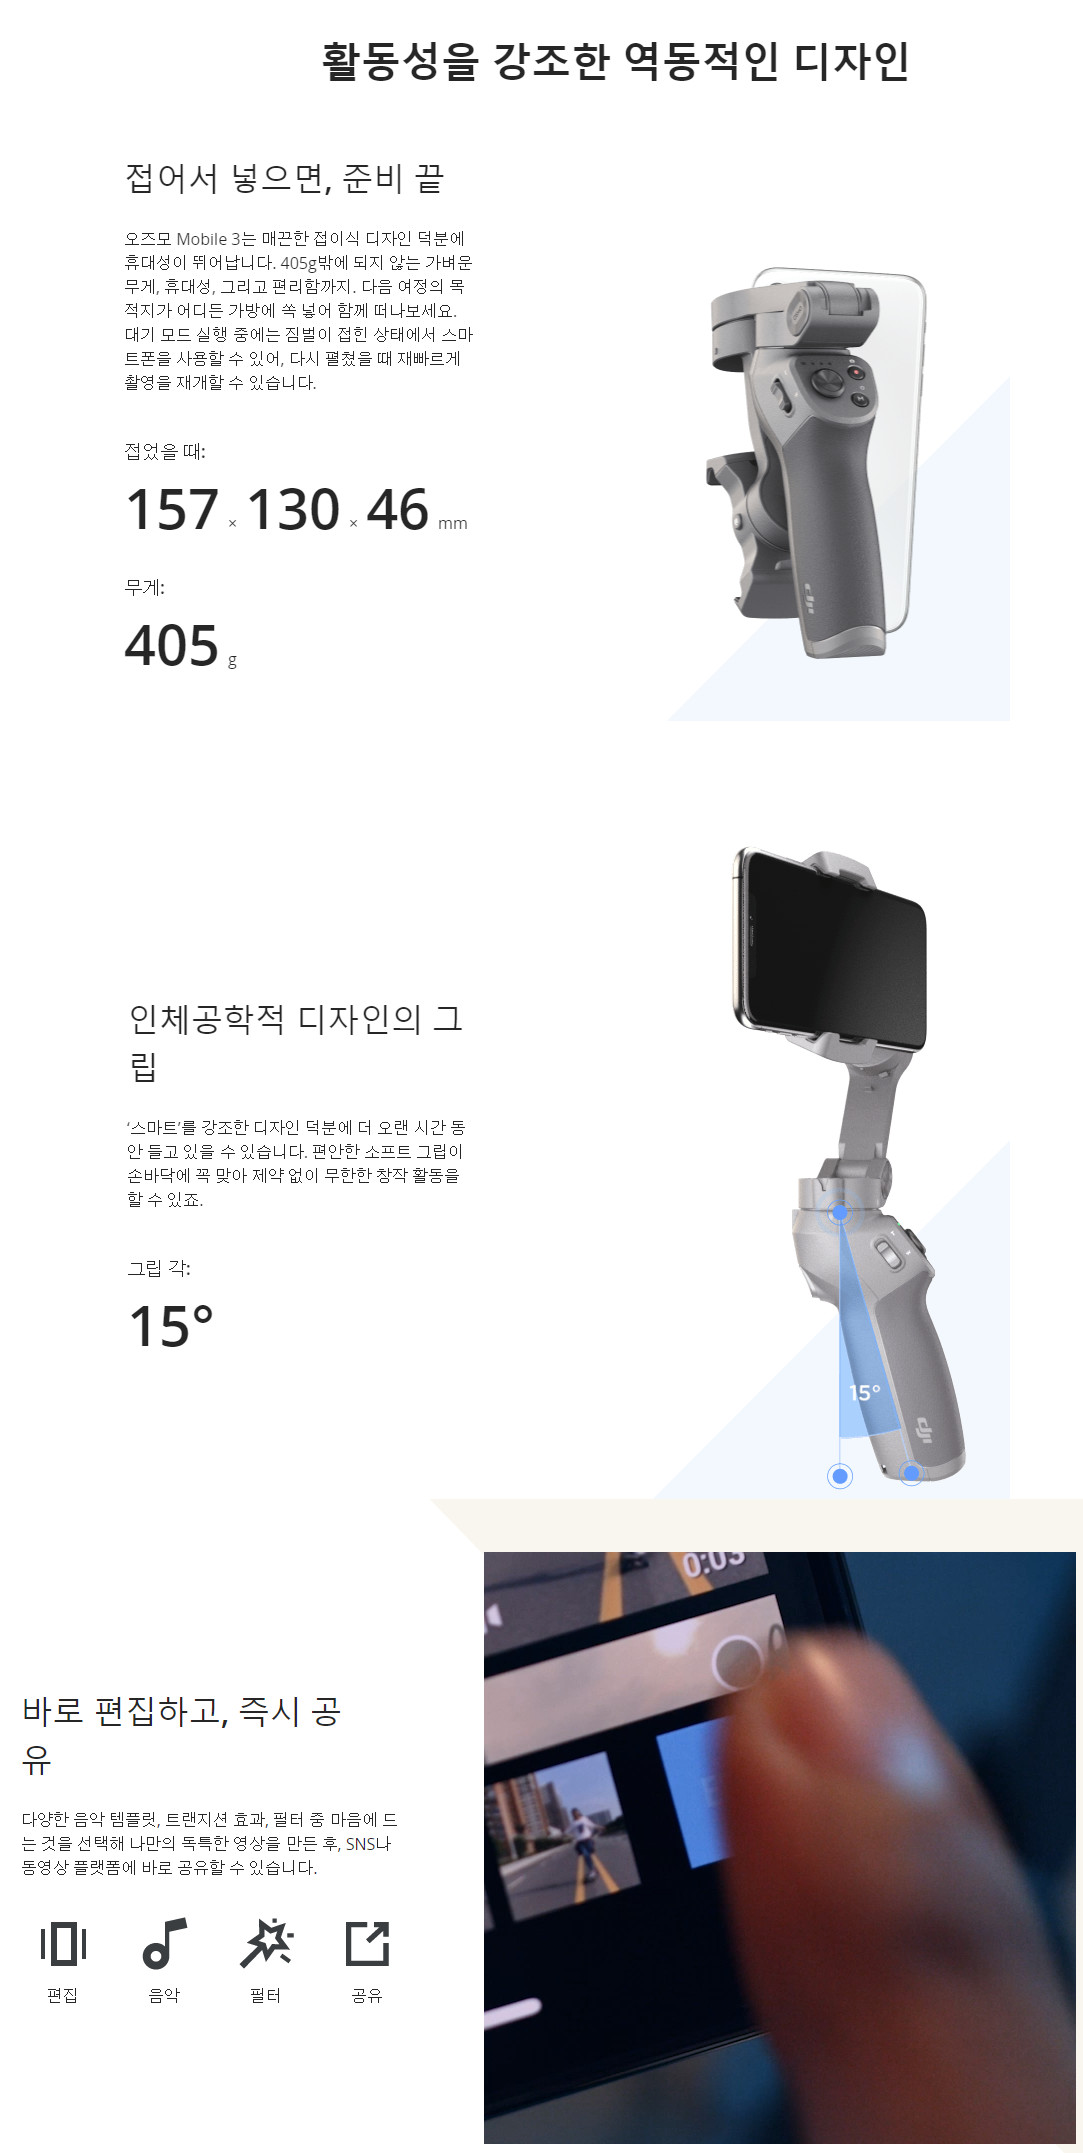 활동성을 강조한 역동적인 디자인
접어서 넣으면, 준비 끝
오즈모 Mobile 3는 매끈한 접이식 디자인 덕분에
휴대성이 뛰어납니다. 405g밖에 되지 않는 가벼운
무게, 휴대성, 그리고 편리함까지. 다음 여정의 목
적지가 어디든 가방에 쏙 넣어 함께 떠나보세요.
대기 모드 실행 중에는 짐벌이 접힌 상태에서 스마
트폰을 사용할 수 있어, 다시 펼쳤을 때 재빠르게
촬영을 재개할 수 있습니다.
접었을 때:
157 × 130 × 46 mm
무게:
405 g
dji
인체공학적 디자인의 그
립
‘스마트’를 강조한 디자인 덕분에 더 오랜 시간 동
안 들고 있을 수 있습니다. 편안한 소프트 그립이
손바닥에 꼭 맞아 제약 없이 무한한 창작 활동을
할 수 있죠.
그립 각:
15°
15°
dji
0:03
바로 편집하고, 즉시 공
유
다양한 음악 템플릿, 트랜지션 효과, 필터 중 마음에 드
는 것을 선택해 나만의 독특한 영상을 만든 후, SNS나
동영상 플랫폼에 바로 공유할 수 있습니다.
편집 음악 필터 공유